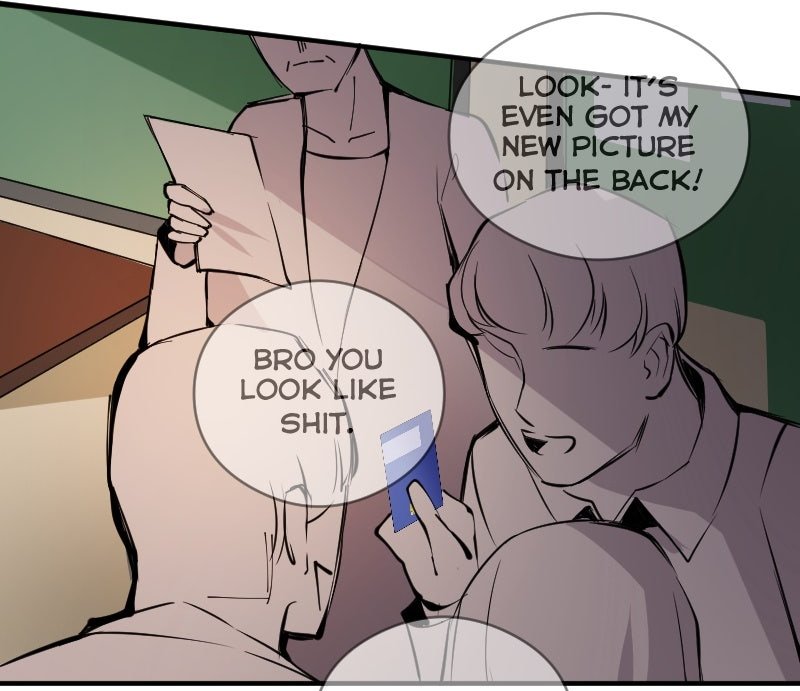 LOOK- IT'S
EVEN GOT MY
NEW PICTURE
ON THE BACK!
BRO YOU
LOOK LIKE
SHIT.